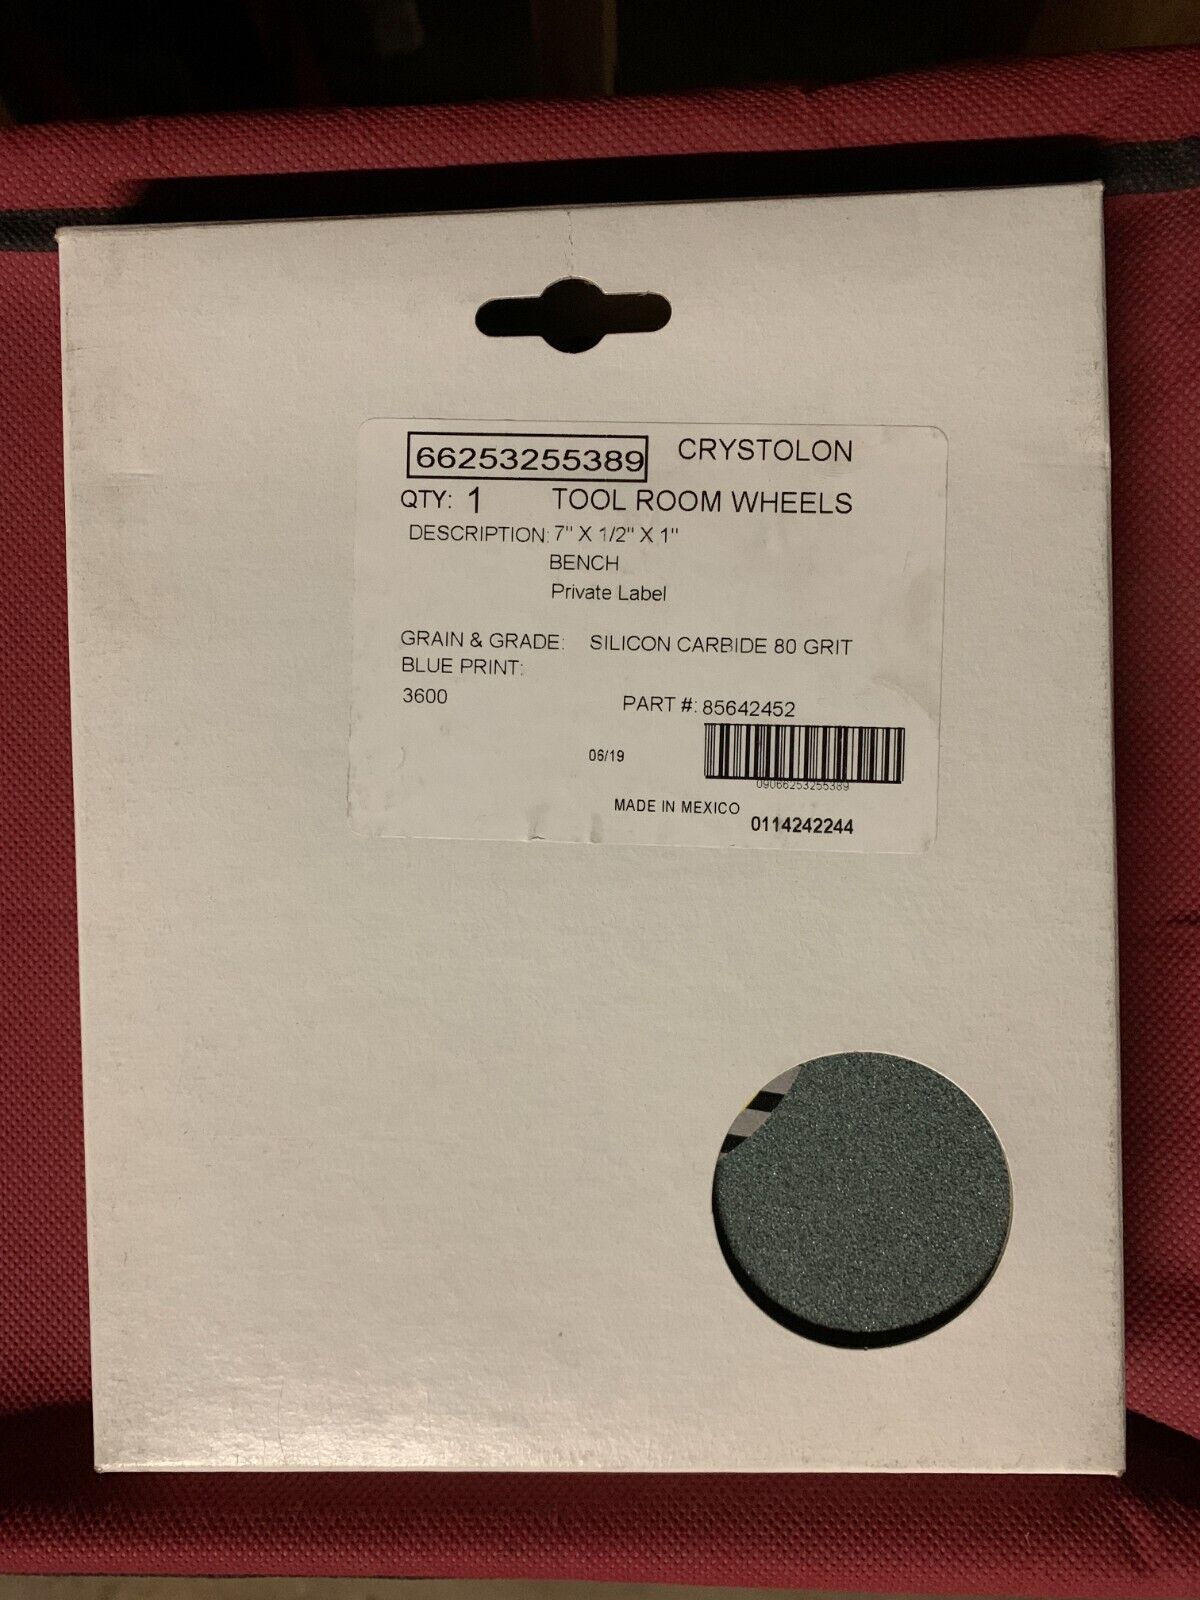 66253255389 CRYSTOLON
QTY: 1 TOOL ROOM WHEELS
DESCRIPTION: 7" X 1/2" X 1"
BENCH
Private Label
GRAIN & GRADE: SILICON CARBIDE 80 GRIT
BLUE PRINT:
3600 PART #: 85642452
06/19
09066253255389
MADE IN MEXICO
0114242244